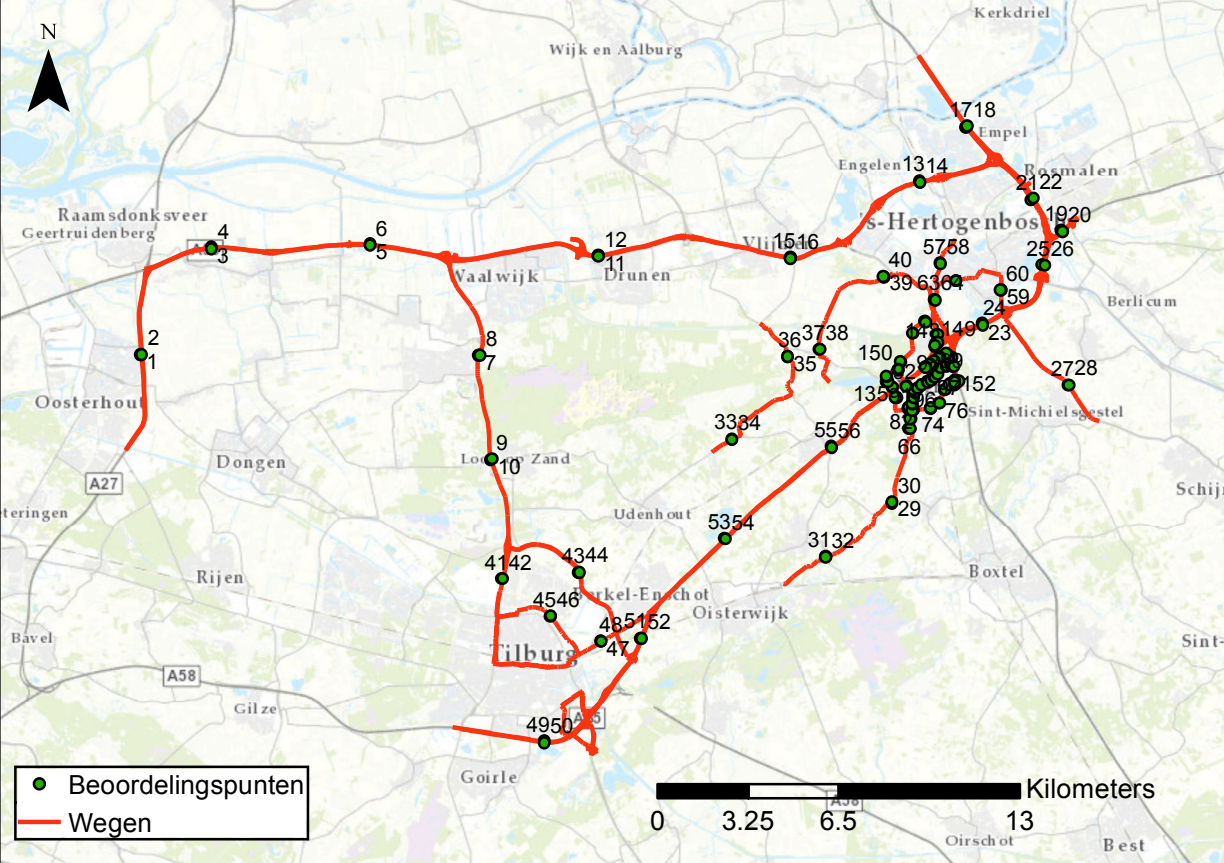 Kerkdriel
N
Wijk en Aalburg
1718
Empel
Engelen
1314
Rosmalen
2122
Raamsdonksveer
Geertruidenberg
1920
's-Hertogenbos
4
3
6
5
12
11
Vlijmen
1516
5758
2526
Waalwijk
Drunen
40
39
60
59
Berlicum
6364
24
23
2
1
8
7
36
35
3738
149
150
2728
Oosterhout
135
152
96
76
Sint-Michielsgestel
74
3334
5556
66
9
10
Loon op Zand
Dongen
A27
eteringen
Schij
30
29
Udenhout
5354
3132
Rijen
4142
4344
Boxtel
Berkel-Enschot
4546
Oisterwijk
Bavel
48
47
5152
Sint-
Tilburg
A58
Gilze
4950
A65
Goirle
Beoordelingspunten
Wegen
Kilometers
0 3.25 6.5 13
A58
Oirschot
Best